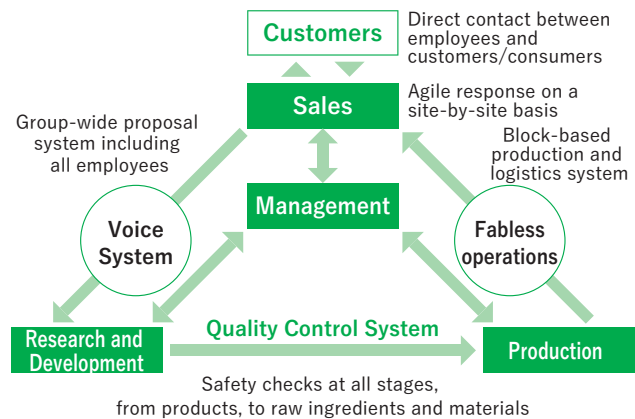 Customers
Direct contact between
employees and
customers/consumers
Sales
Agile response on a
site-by-site basis
Group-wide proposal
system including
all employees
Block-based
production and
logistics system
Management
Voice
System
Fabless
operations
Research and
Development
Quality Control System
Production
Safety checks at all stages,
from products, to raw ingredients and materials